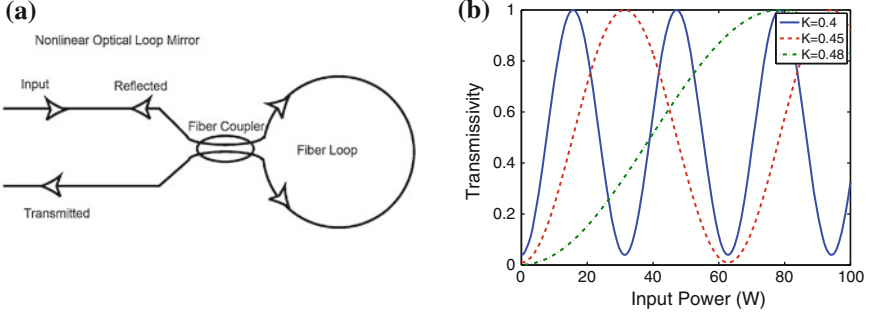 (a)
Nonlinear Optical Loop Mirror
Input
Reflected
Fiber Coupler
Fiber Loop
Transmitted
(b)
1
0.8
0.6
0.4
0.2
0
Transmissivity
K=0.4
K=0.45
K=0.48
0 20 40 60 80 100
Input Power (W)